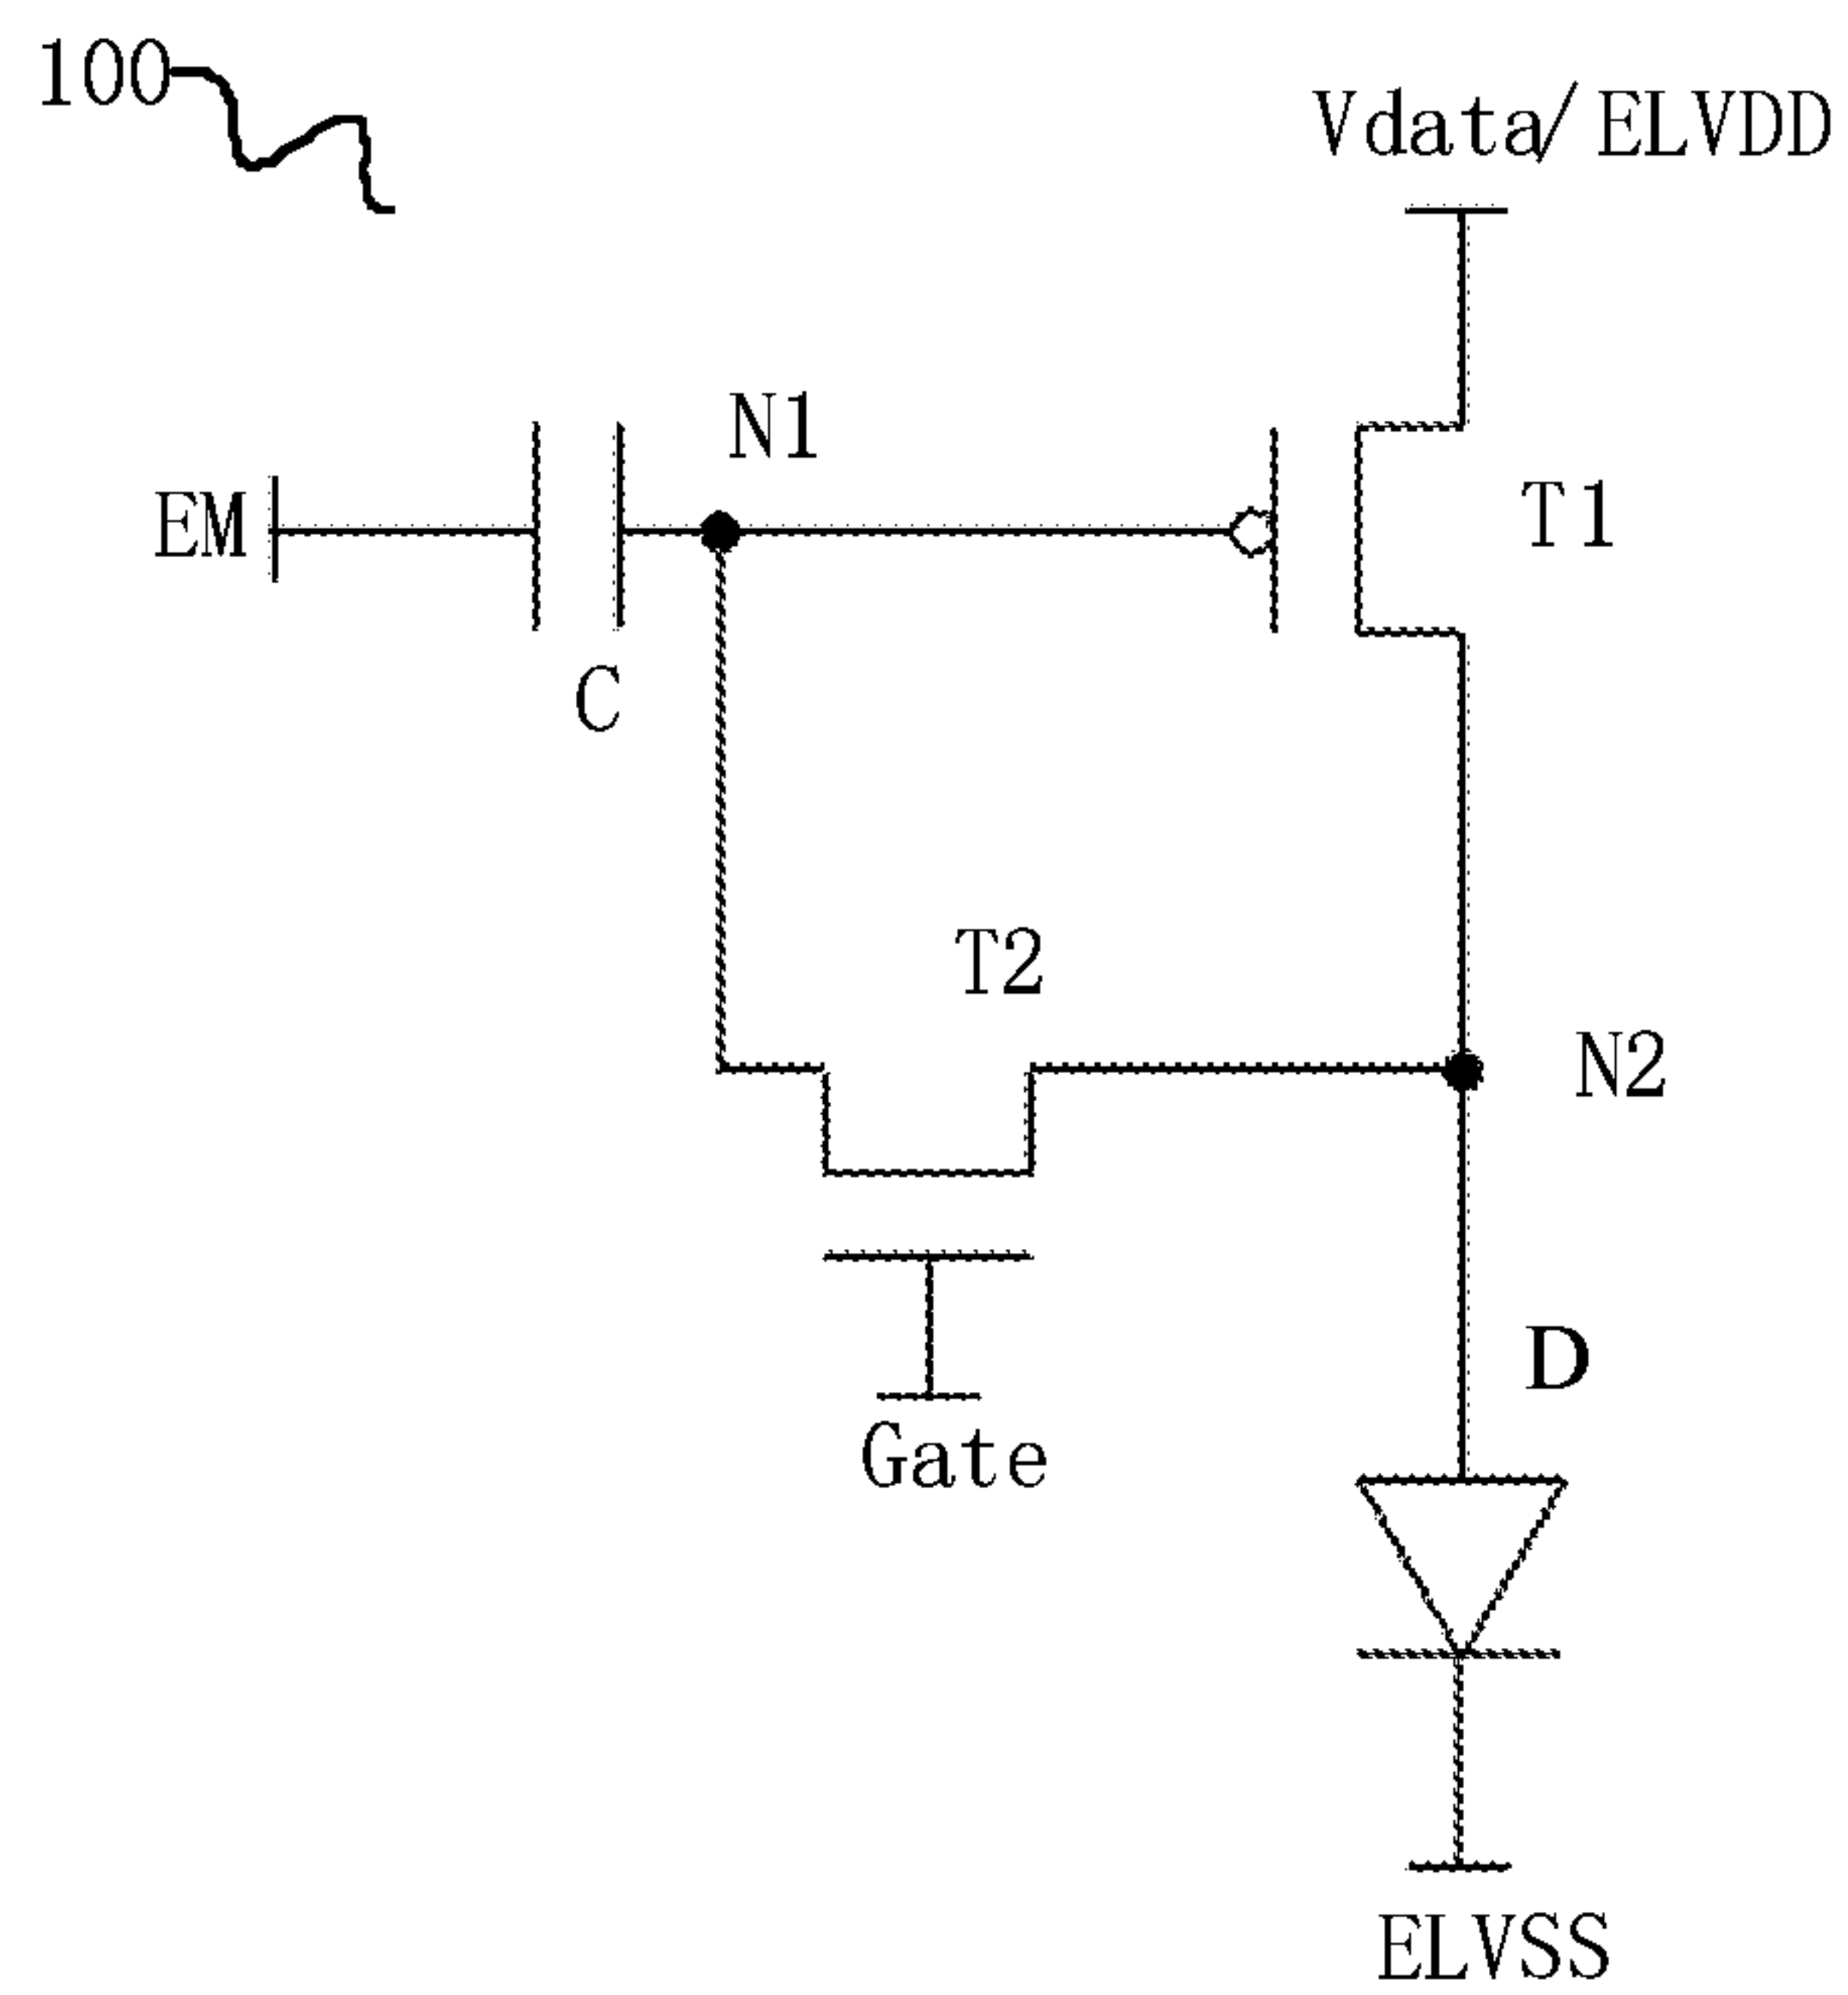 100
Vdata/ELVDD
N1
EM
T1
C
T2
N2
D
Gate
ELVSS